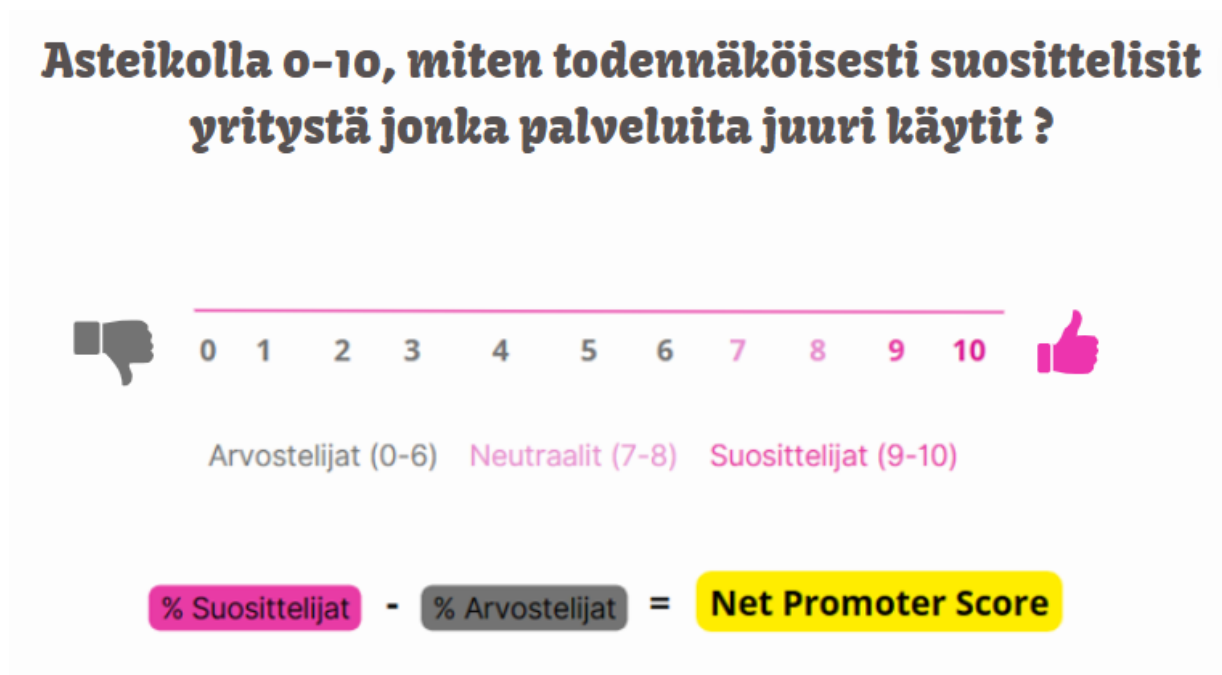 Asteikolla 0-10, miten todennäköisesti suosittelisit
yritystä jonka palveluita juuri käytit ?
0 1 2 3 4 5 6 7 8 9 10
Arvostelijat (0-6) Neutraalit (7-8) Suosittelijat (9-10)
% Suosittelijat - % Arvostelijat = Net Promoter Score